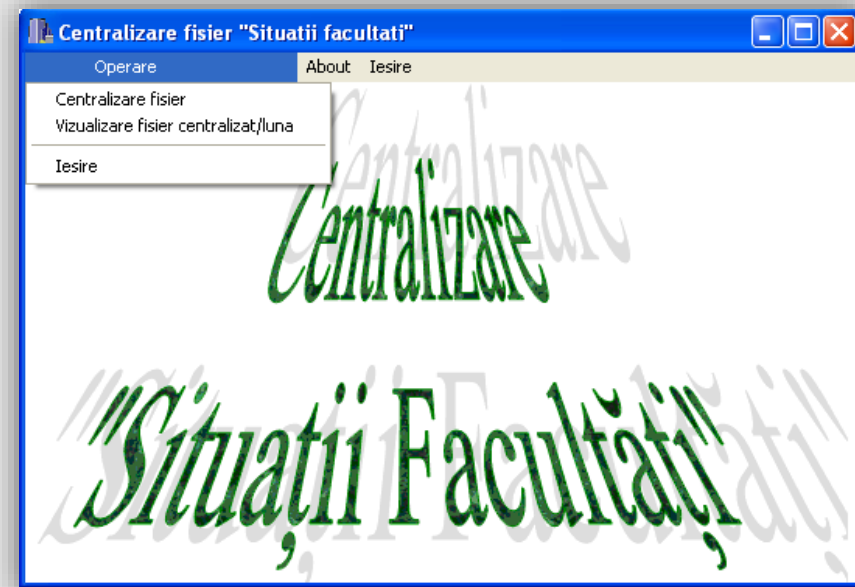 Centralizare fisier "Situatii facultati"
Operare About Iesire
Centralizare fisier
Vizualizare fisier centralizat/luna
Iesire
Centralizare
"Situații Facultăți"